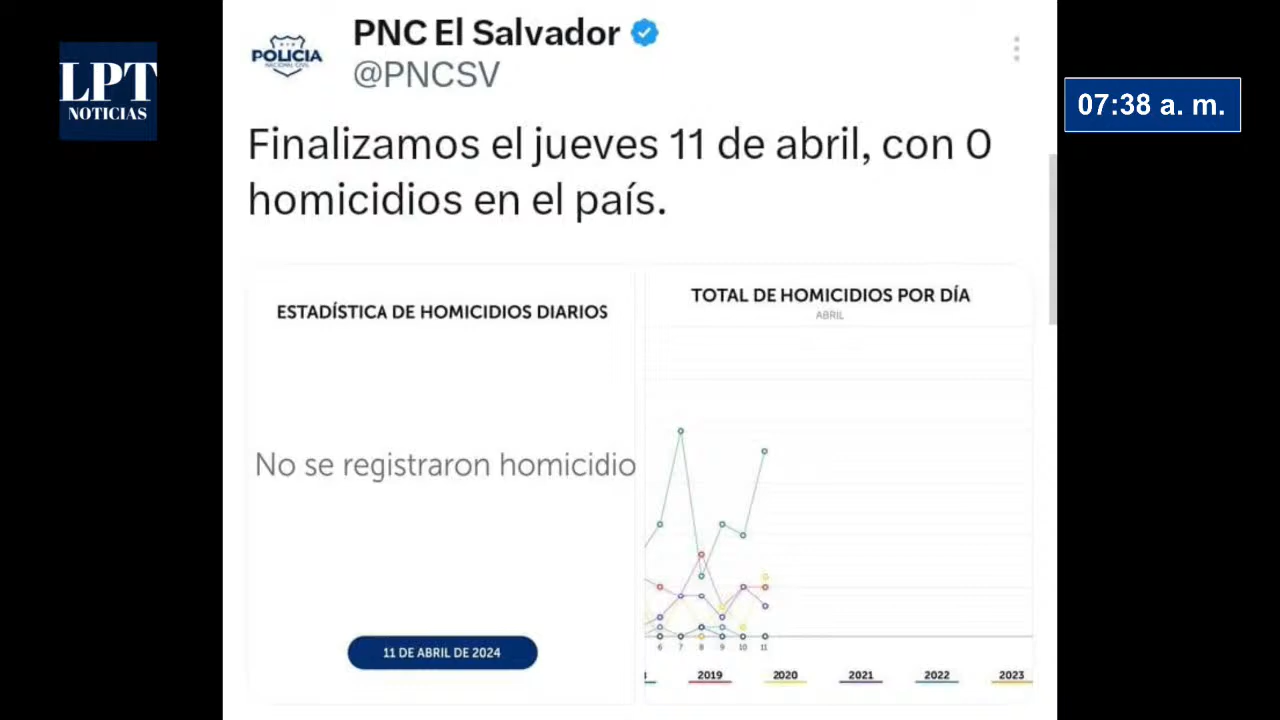 LPT
NOTICIAS
POLICIA
NACIONAL CIVIL
PNC El Salvador
@PNCSV
07:38 a. m.
Finalizamos el jueves 11 de abril, con 0
homicidios en el país.
ESTADÍSTICA DE HOMICIDIOS DIARIOS
No se registraron homicidio
11 DE ABRIL DE 2024
TOTAL DE HOMICIDIOS POR DÍA
ABRIL
6 7 8 9 10 11
2019 2020 2021 2022 2023